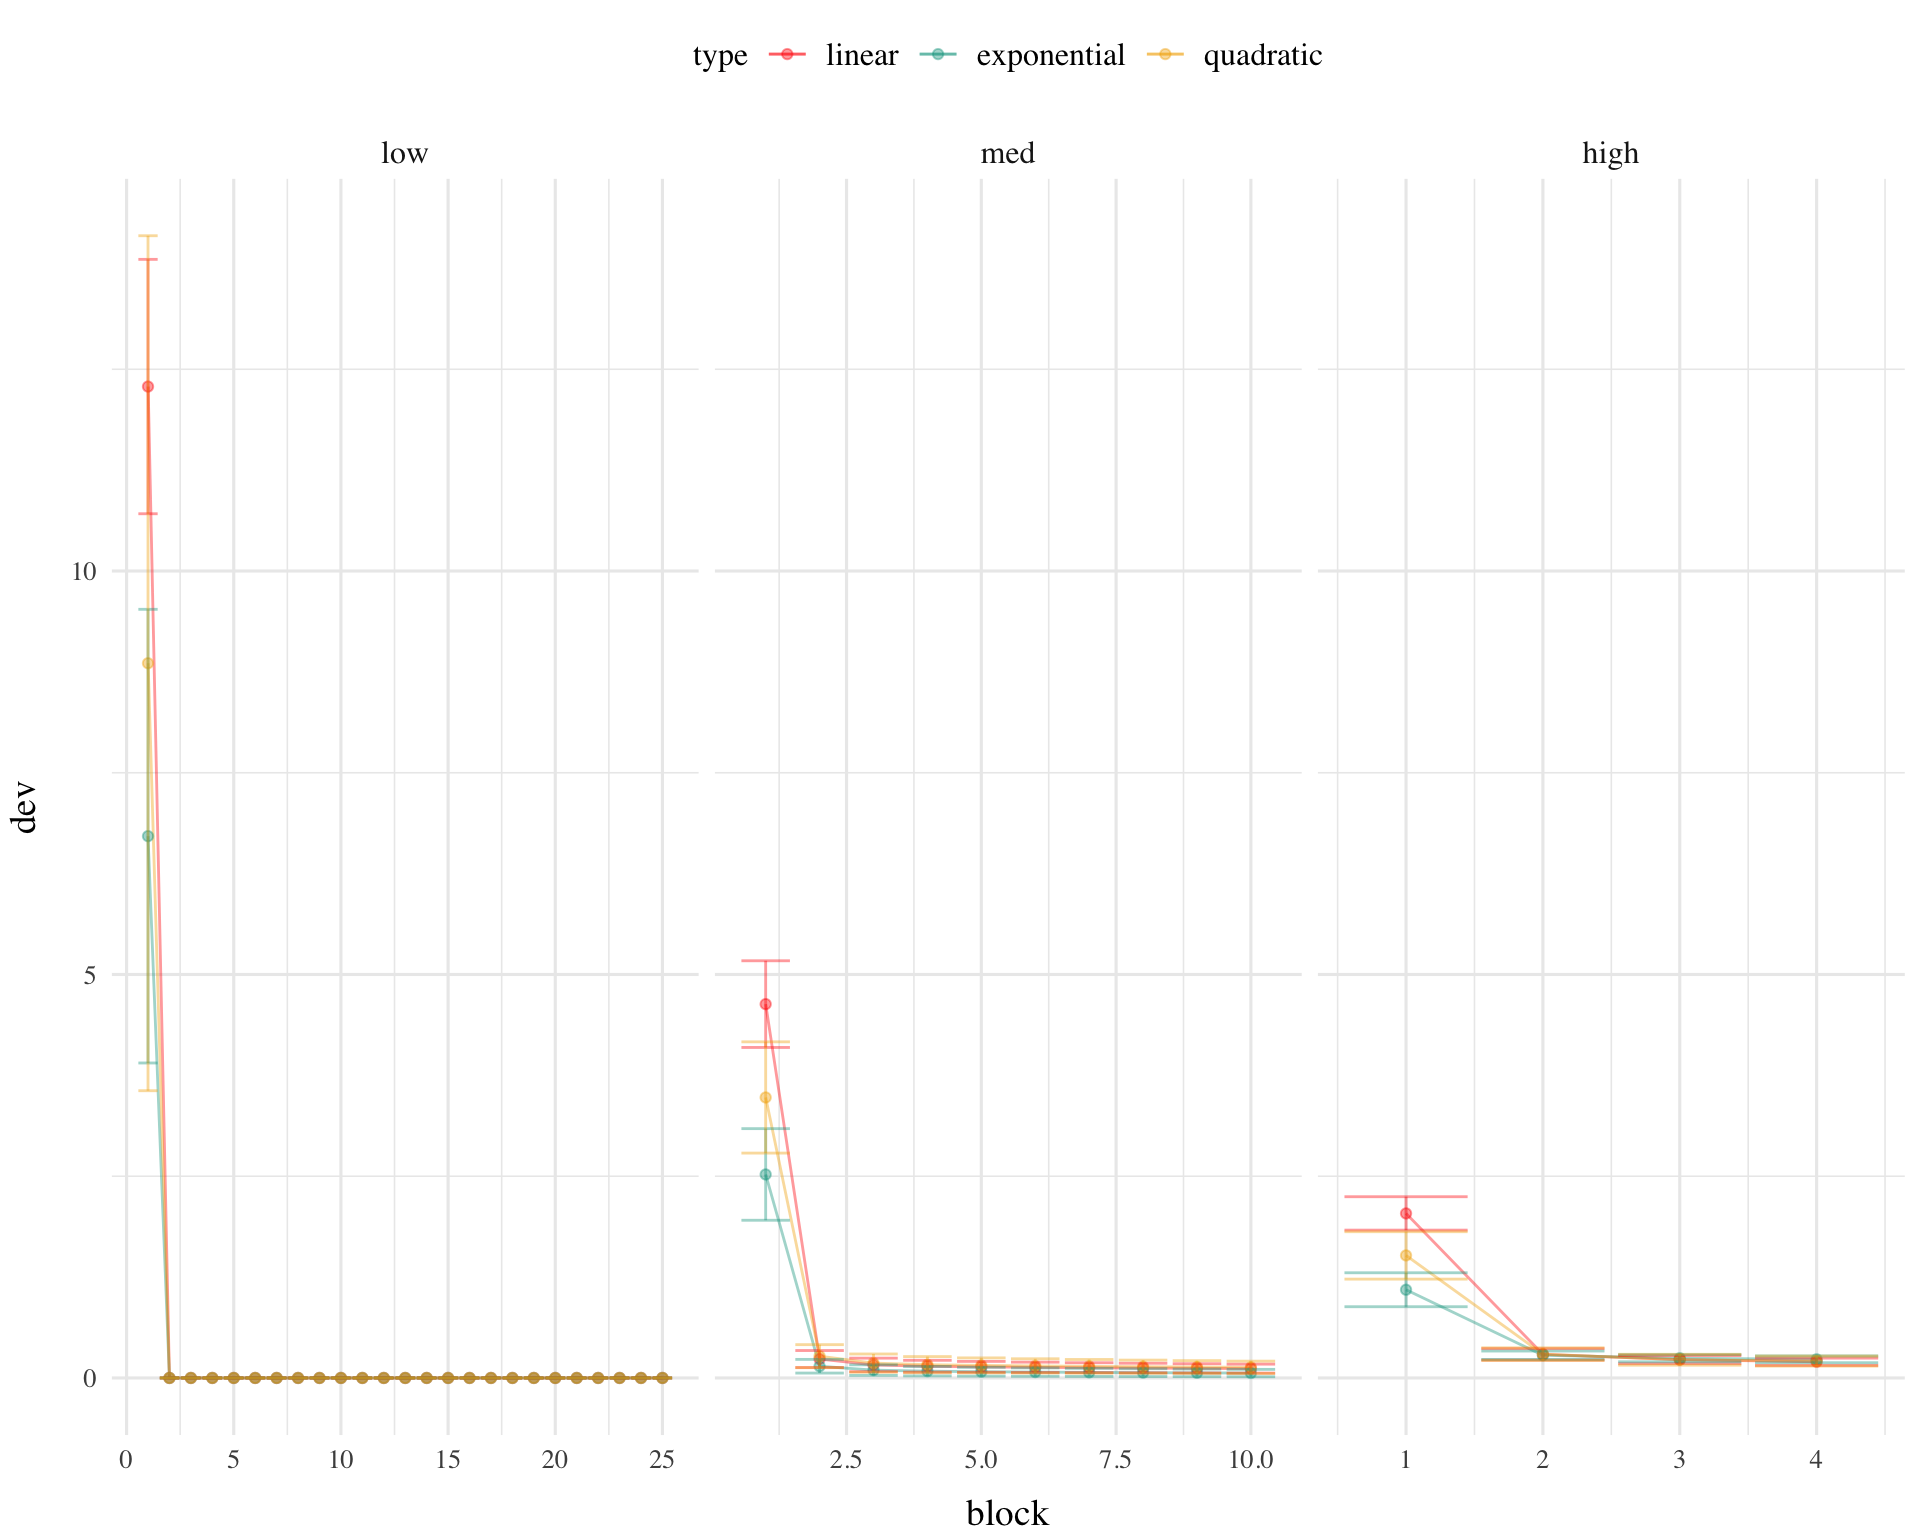 type linear exponential quadratic
low med high
10
5
0
dev
0 5 10 15 20 25 2.5 5.0 7.5 10.0 1 2 3 4
block